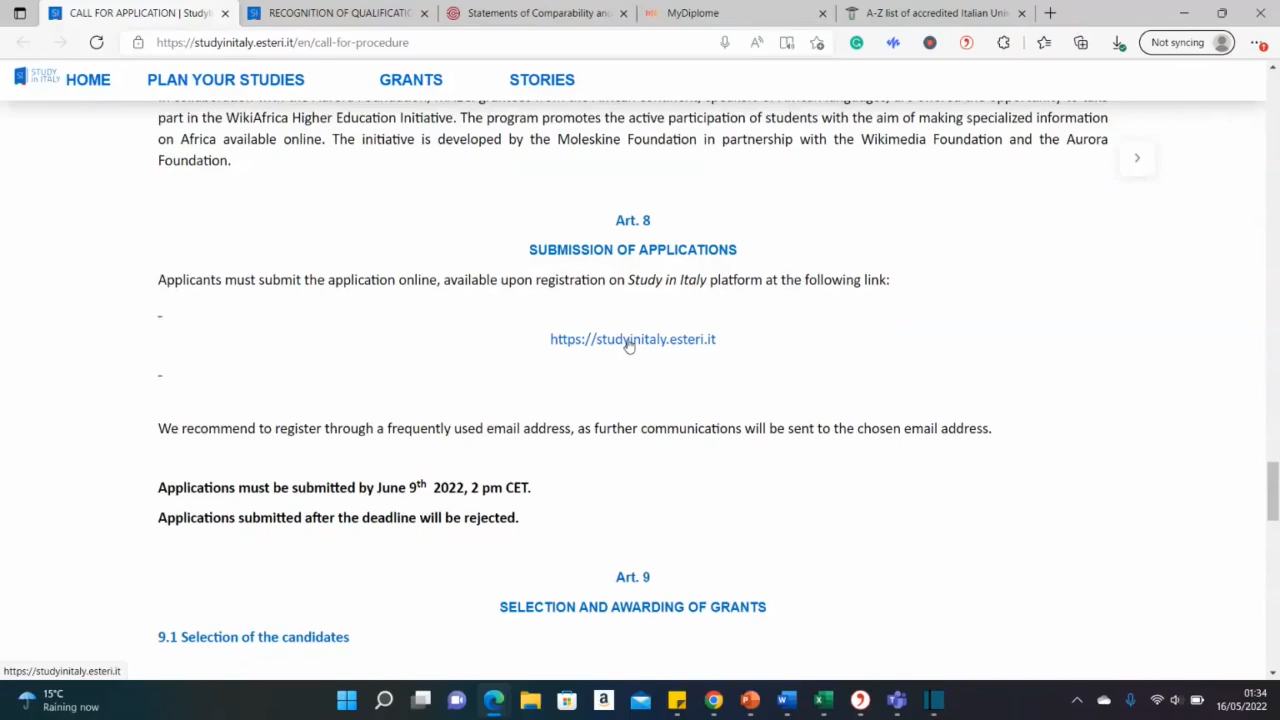 CALL FOR APPLICATION | Studyi
RECOGNITION OF QUALIFICATIO
Statements of Comparability and
MyDiplome
A-Z list of accredited Italian Univ
https://studyinitaly.esteri.it/en/call-for-procedure
Not syncing
STUDY in ITALY
HOME
PLAN YOUR STUDIES
GRANTS
STORIES
part in the WikiAfrica Higher Education Initiative. The program promotes the active participation of students with the aim of making specialized information
on Africa available online. The initiative is developed by the Moleskine Foundation in partnership with the Wikimedia Foundation and the Aurora
Foundation.
Art. 8
SUBMISSION OF APPLICATIONS
Applicants must submit the application online, available upon registration on Study in Italy platform at the following link:
-
https://studyinitaly.esteri.it
-
We recommend to register through a frequently used email address, as further communications will be sent to the chosen email address.
Applications must be submitted by June 9th 2022, 2 pm CET.
Applications submitted after the deadline will be rejected.
Art. 9
SELECTION AND AWARDING OF GRANTS
9.1 Selection of the candidates
https://studyinitaly.esteri.it
15°C
Raining now
01:34
16/05/2022